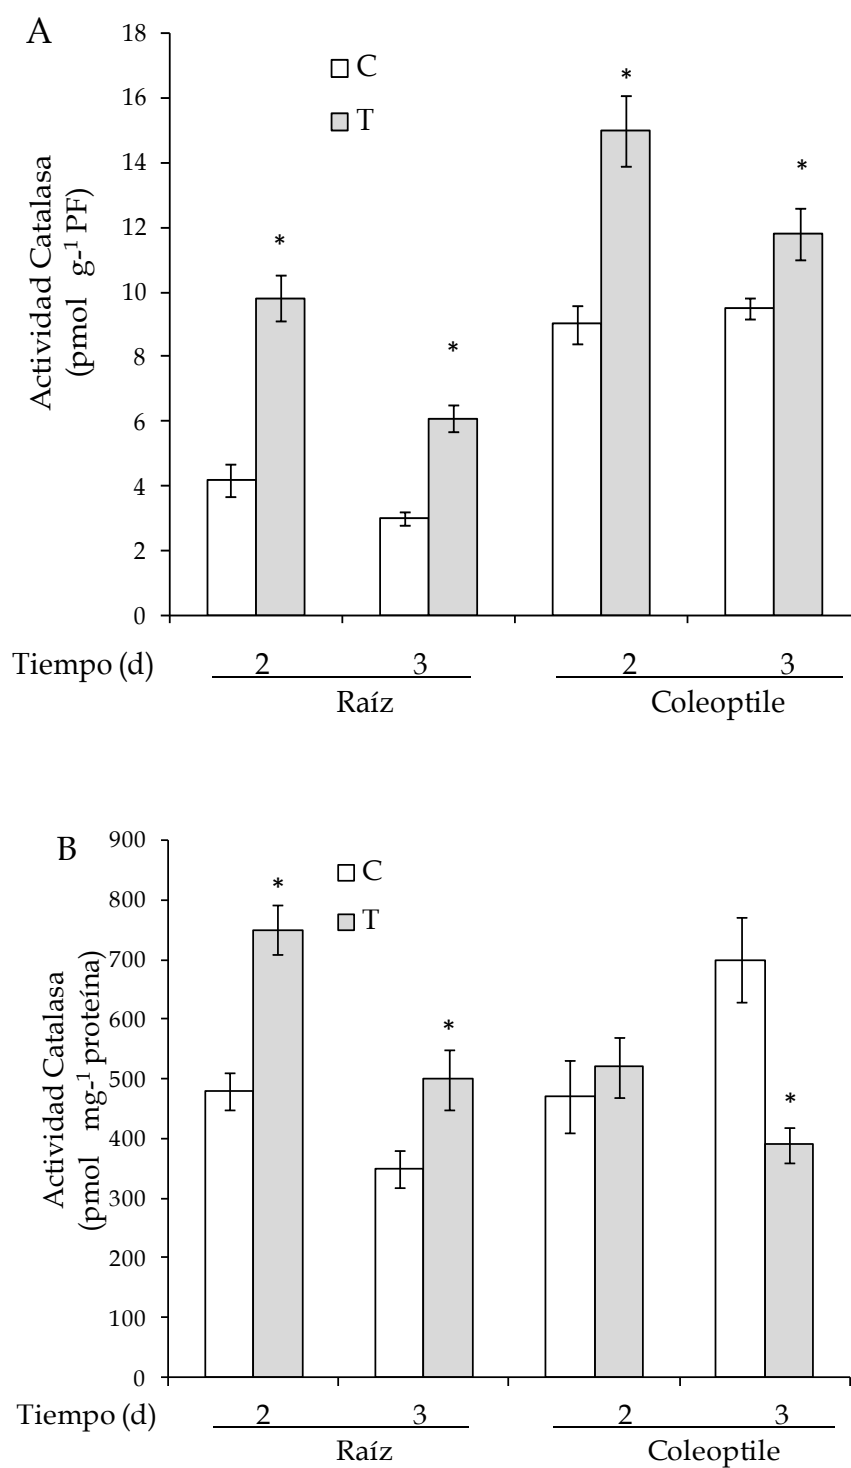 A
C
T
*
*
*
*
18
16
14
12
10
8
6
4
2
0
Actividad Catalasa
(pmol g-¹ PF)
Tiempo (d) 2 3 2 3
Raíz Coleoptile
B
C
T
*
*
*
900
800
700
600
500
400
300
200
100
0
Actividad Catalasa
(pmol mg-¹ proteína)
Tiempo (d) 2 3 2 3
Raíz Coleoptile